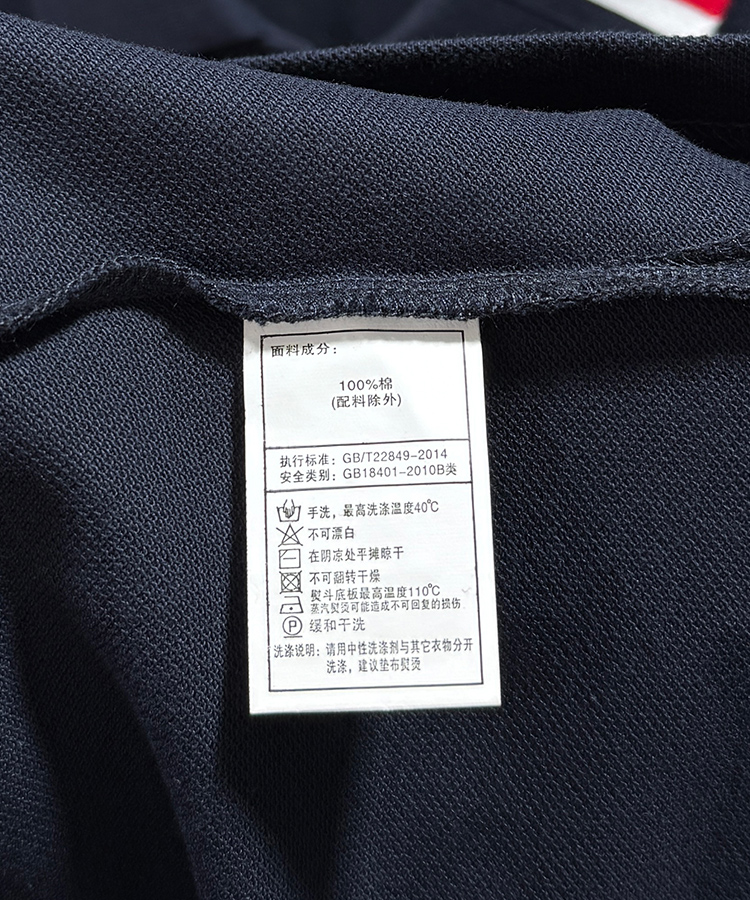 面料成分：
100%棉
(配料除外)
执行标准：GB/T22849-2014
安全类别：GB18401-2010B类
手洗，最高洗涤温度40℃
不可漂白
在阴凉处平摊晾干
不可翻转干燥
熨斗底板最高温度110℃
蒸汽熨烫可能造成不可回复的损伤
P 缓和干洗
洗涤说明：请用中性洗涤剂与其它衣物分开
洗涤，建议垫布熨烫